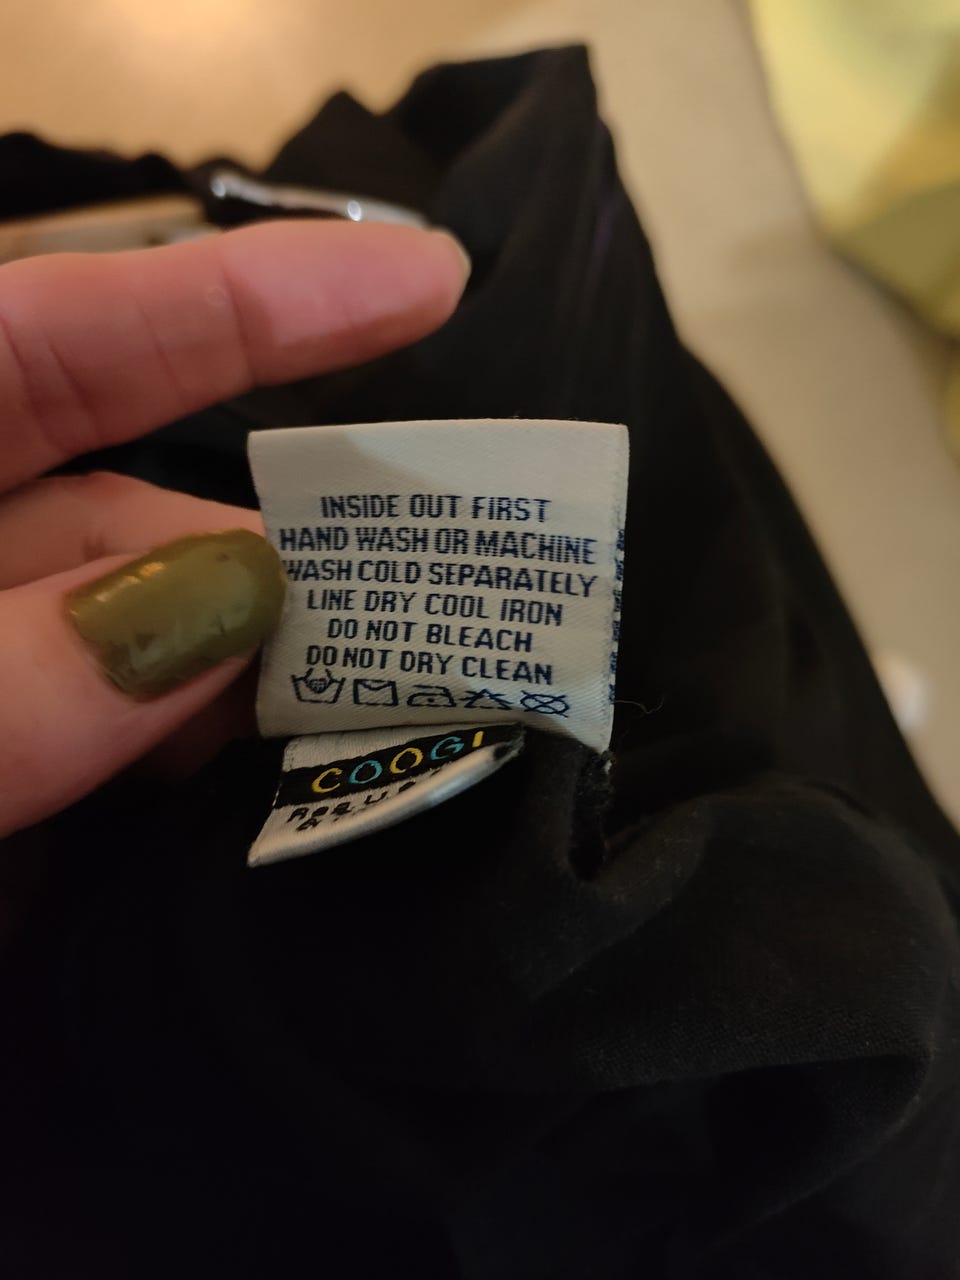 INSIDE OUT FIRST
HAND WASH OR MACHINE
WASH COLD SEPARATELY
LINE DRY COOL IRON
DO NOT BLEACH
DO NOT DRY CLEAN
COOGI